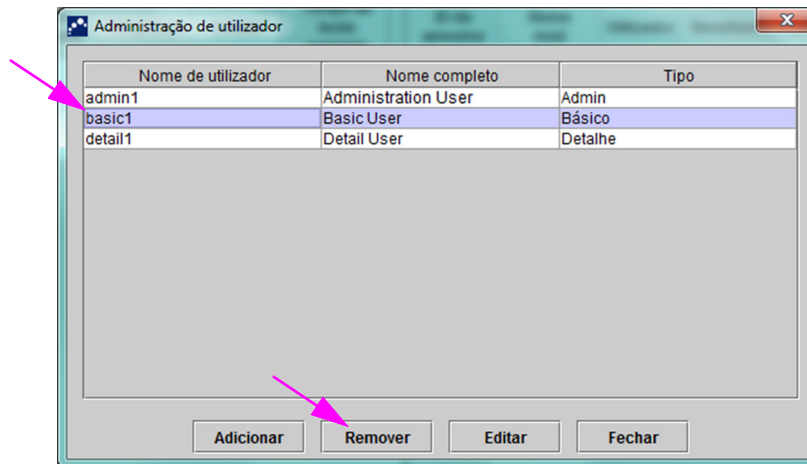 Administração de utilizador
Nome de utilizador Nome completo Tipo
admin1 Administration User Admin
basic1 Basic User Básico
detail1 Detail User Detalhe
Adicionar Remover Editar Fechar